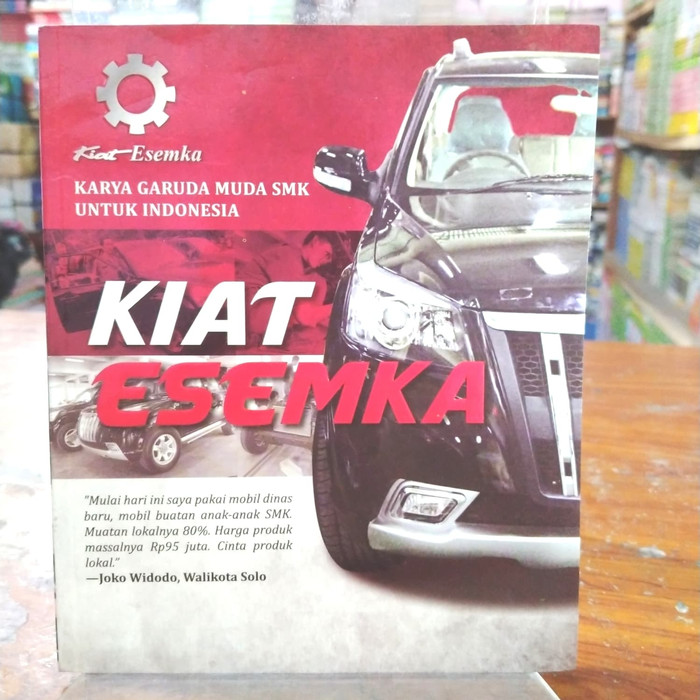 Kiat Esemka
KARYA GARUDA MUDA SMK
UNTUK INDONESIA
KIAT
ESEMKA
"Mulai hari ini saya pakai mobil dinas
baru, mobil buatan anak-anak SMK.
Muatan lokalnya 80%. Harga produk
massalnya Rp95 juta. Cinta produk
lokal."
—Joko Widodo, Walikota Solo